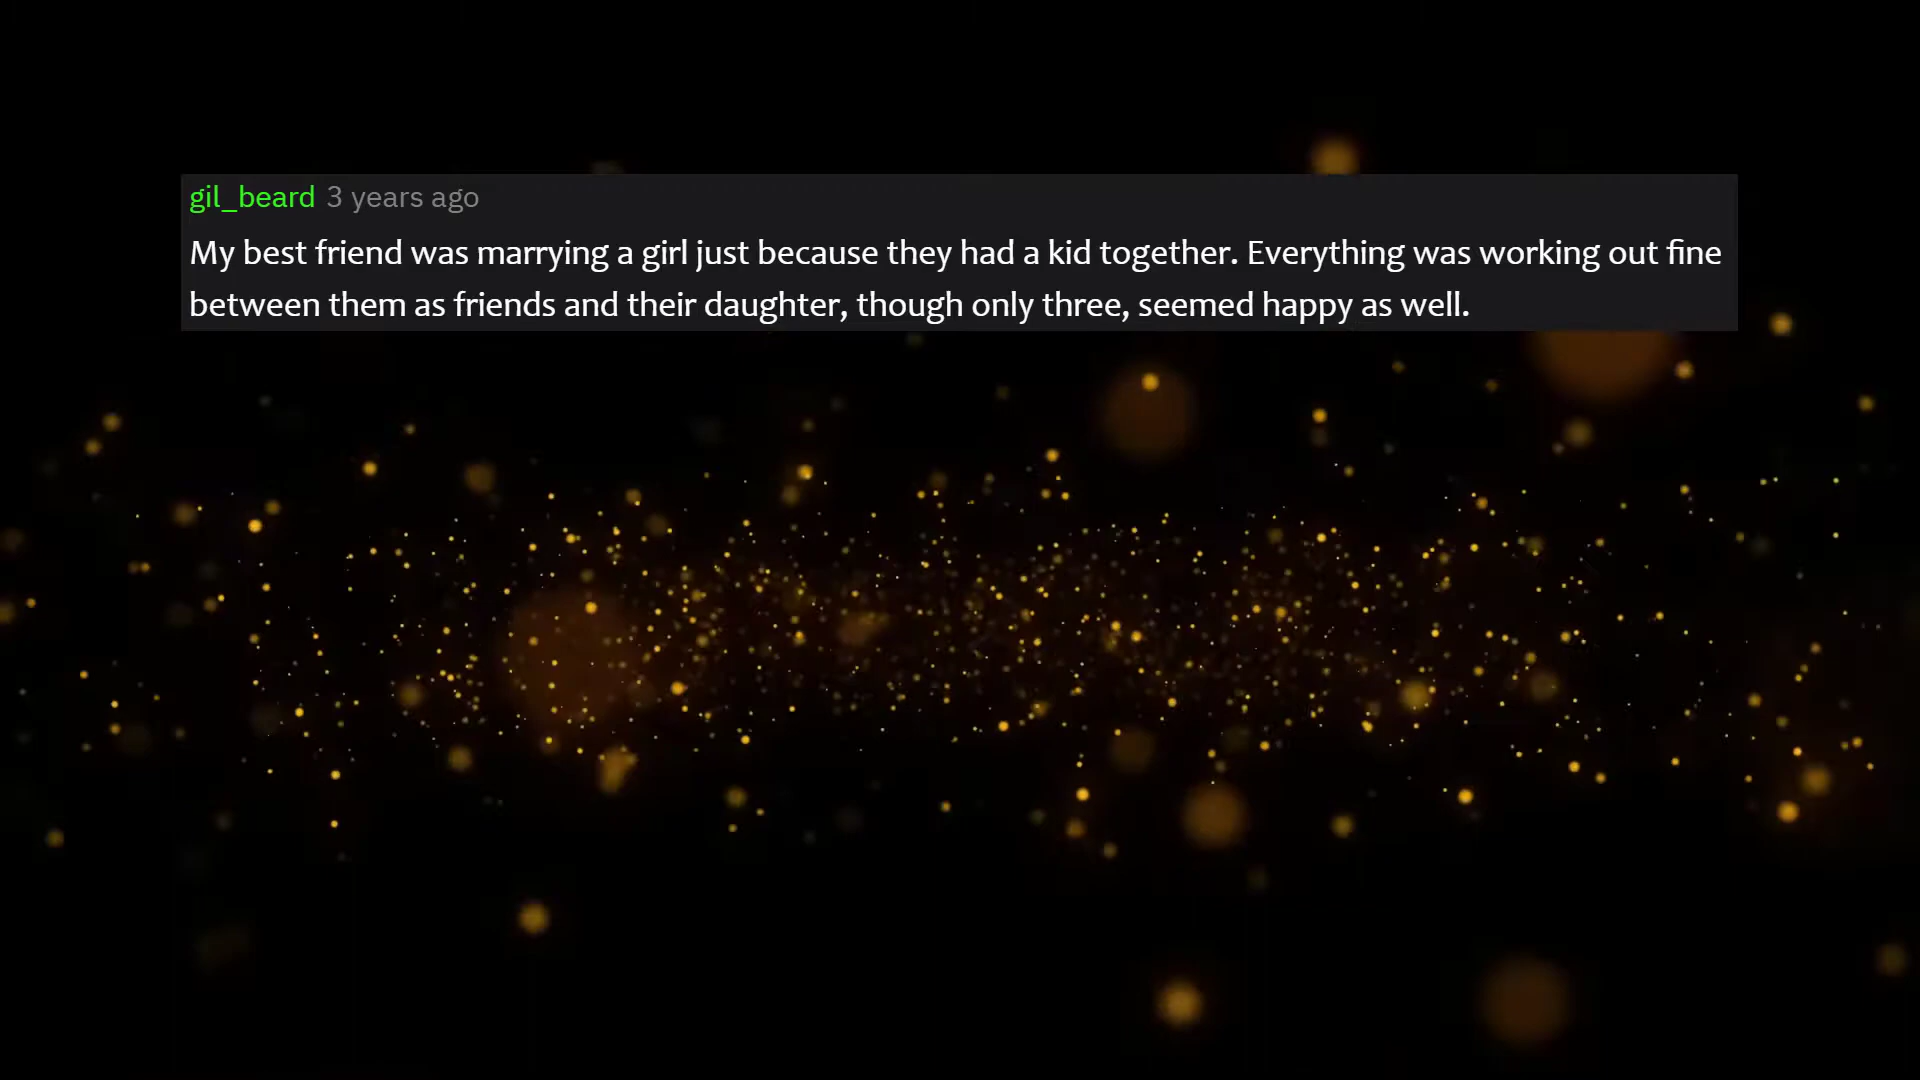 gil_beard 3 years ago
My best friend was marrying a girl just because they had a kid together. Everything was working out fine
between them as friends and their daughter, though only three, seemed happy as well.